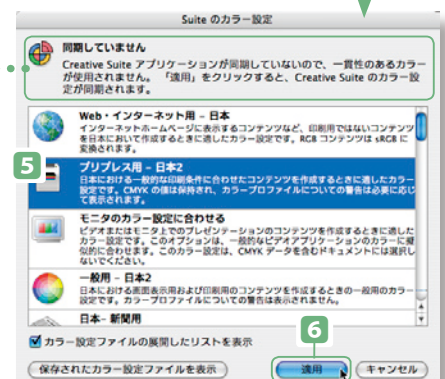 Suite のカラー設定
同期していません
Creative Suite アプリケーションが同期していないので、一貫性のあるカラー
が使用されません。 「適用」をクリックすると、Creative Suite のカラー設
定が同期されます。
Web・インターネット用 – 日本
インターネットホームページに表示するコンテンツなど、印刷用ではないコンテンツ
を日本において作成するときに適したカラー設定です。RGB コンテンツは sRGB に
変換されます。
5
プリプレス用 – 日本2
日本における一般的な印刷条件に合わせたコンテンツを作成するときに適したカラー
設定です。CMYK の値は保持され、カラープロファイルについての警告は必要に応じ
て表示されます。
モニタのカラー設定に合わせる
ビデオまたはモニタ上でのプレゼンテーションのコンテンツを作成するときに適した
カラー設定です。このオプションは、一般的なビデオアプリケーションのカラーに擬
似的に合わせます。このカラー設定は、CMYK データを含むドキュメントには選択し
ないでください。
一般用 – 日本2
日本における画面表示用および印刷用のコンテンツを作成するときの一般用のカラー
設定です。カラープロファイルについての警告は表示されません。
日本– 新聞用
6
カラー設定ファイルの展開したリストを表示
保存されたカラー設定ファイルを表示
適用
キャンセル